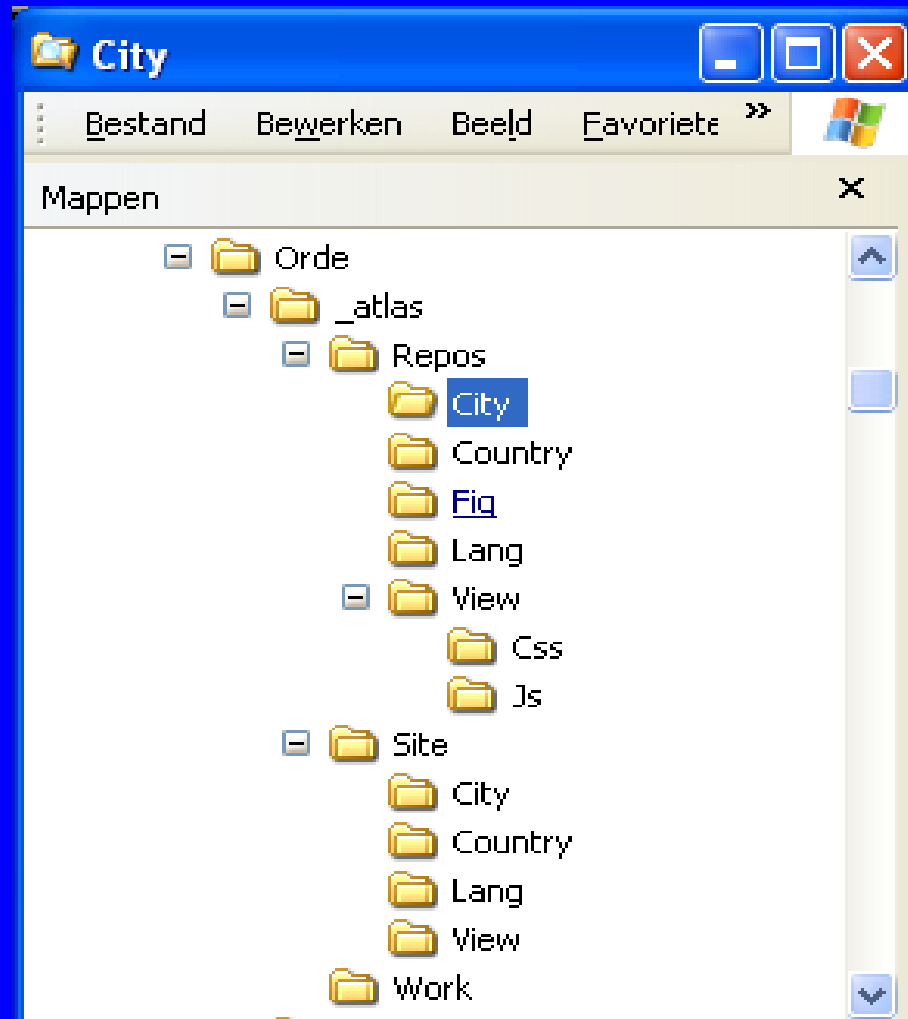 City
Bestand Bewerken Beeld Favoriete »
Mappen
Orde
_atlas
Repos
City
Country
Fig
Lang
View
Css
Js
Site
City
Country
Lang
View
Work